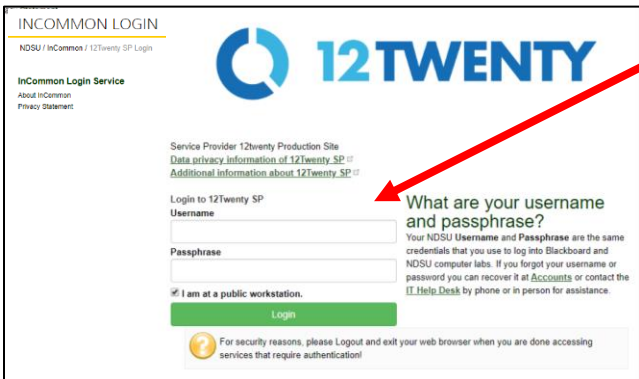 INCOMMON LOGIN
NDSU / InCommon / 12Twenty SP Login
InCommon Login Service
About InCommon
Privacy Statement
12TWENTY
Service Provider 12twenty Production Site
Data privacy information of 12Twenty SP
Additional information about 12Twenty SP
Login to 12Twenty SP
Username
Passphrase
I am at a public workstation.
Login
What are your username
and passphrase?
Your NDSU Username and Passphrase are the same
credentials that you use to log into Blackboard and
NDSU computer labs. If you forgot your username or
password you can recover it at Accounts or contact the
IT Help Desk by phone or in person for assistance.
For security reasons, please Logout and exit your web browser when you are done accessing
services that require authentication!